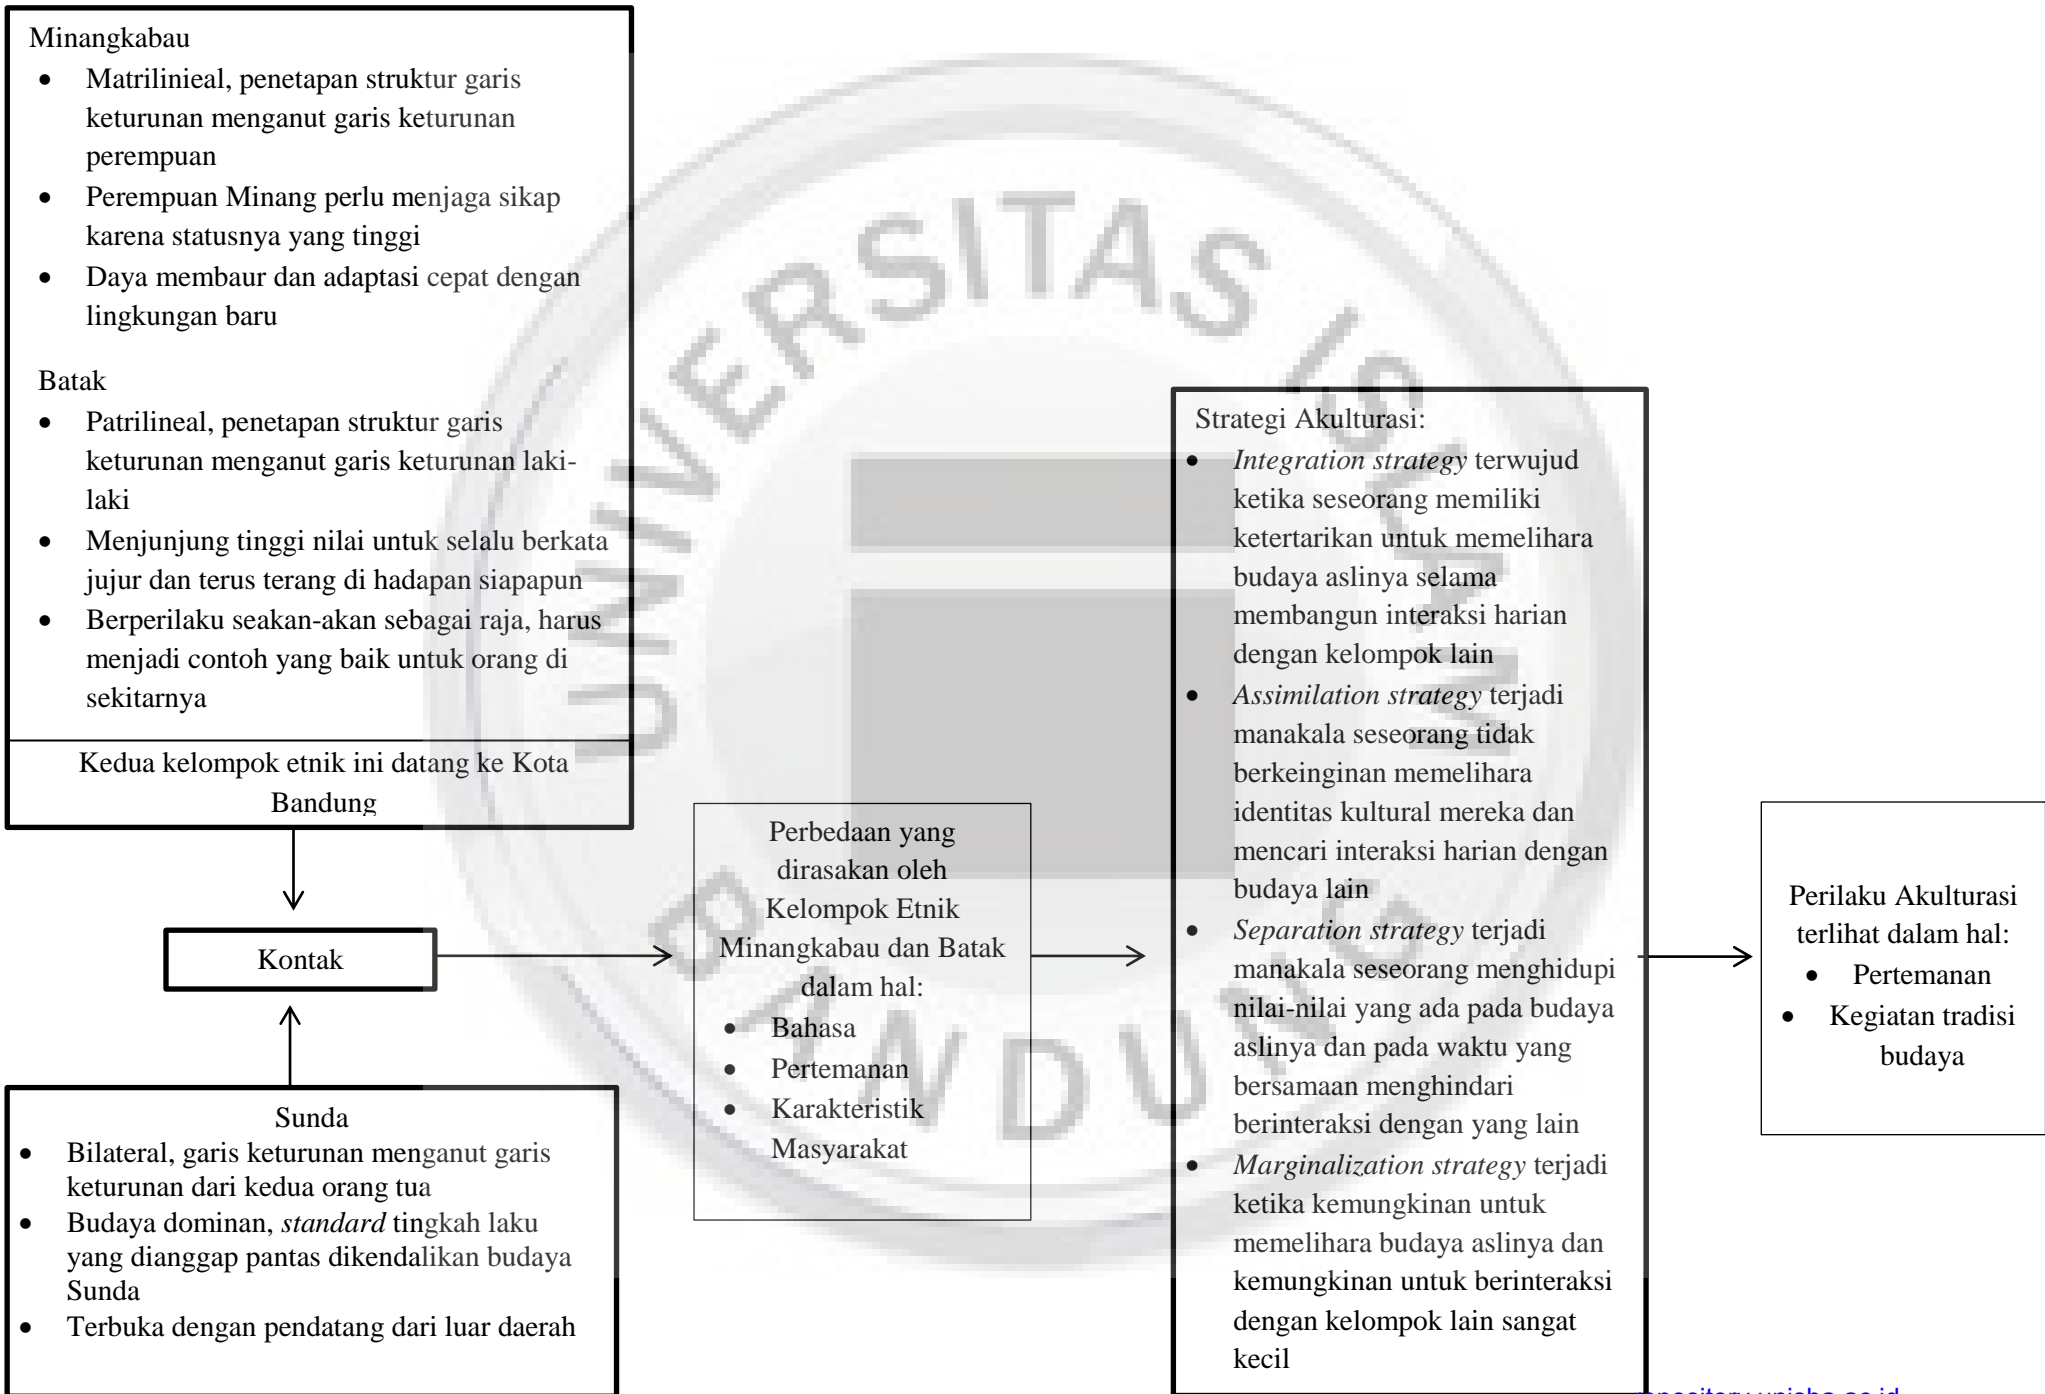 Minangkabau
• Matrilinieal, penetapan struktur garis
keturunan menganut garis keturunan
perempuan
• Perempuan Minang perlu menjaga sikap
karena statusnya yang tinggi
• Daya membaur dan adaptasi cepat dengan
lingkungan baru
Batak
• Patrilineal, penetapan struktur garis
keturunan menganut garis keturunan laki-
laki
• Menjunjung tinggi nilai untuk selalu berkata
jujur dan terus terang di hadapan siapapun
• Berperilaku seakan-akan sebagai raja, harus
menjadi contoh yang baik untuk orang di
sekitarnya
Kedua kelompok etnik ini datang ke Kota
Bandung
Kontak
Sunda
• Bilateral, garis keturunan menganut garis
keturunan dari kedua orang tua
• Budaya dominan, standard tingkah laku
yang dianggap pantas dikendalikan budaya
Sunda
• Terbuka dengan pendatang dari luar daerah
Perbedaan yang
dirasakan oleh
Kelompok Etnik
Minangkabau dan Batak
dalam hal:
• Bahasa
• Pertemanan
• Karakteristik
Masyarakat
Strategi Akulturasi:
• Integration strategy terwujud
ketika seseorang memiliki
ketertarikan untuk memelihara
budaya aslinya selama
membangun interaksi harian
dengan kelompok lain
• Assimilation strategy terjadi
manakala seseorang tidak
berkeinginan memelihara
identitas kultural mereka dan
mencari interaksi harian dengan
budaya lain
• Separation strategy terjadi
manakala seseorang menghidupi
nilai-nilai yang ada pada budaya
aslinya dan pada waktu yang
bersamaan menghindari
berinteraksi dengan yang lain
• Marginalization strategy terjadi
ketika kemungkinan untuk
memelihara budaya aslinya dan
kemungkinan untuk berinteraksi
dengan kelompok lain sangat
kecil
Perilaku Akulturasi
terlihat dalam hal:
• Pertemanan
• Kegiatan tradisi
budaya
UNIVERSITAS ISLAM
BANDUNG
repository.unisba.ac.id